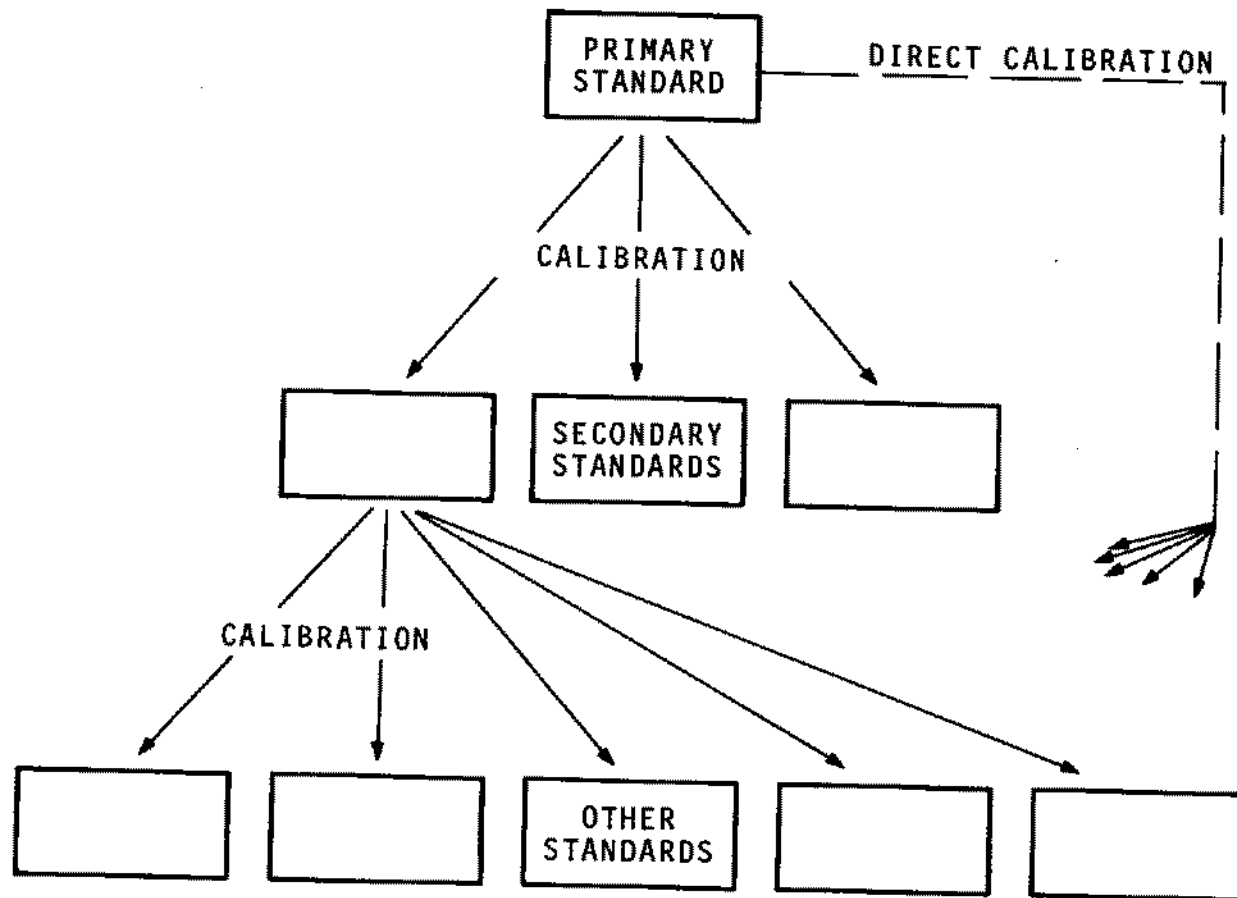 PRIMARY
STANDARD
DIRECT CALIBRATION
CALIBRATION
SECONDARY
STANDARDS
CALIBRATION
OTHER
STANDARDS